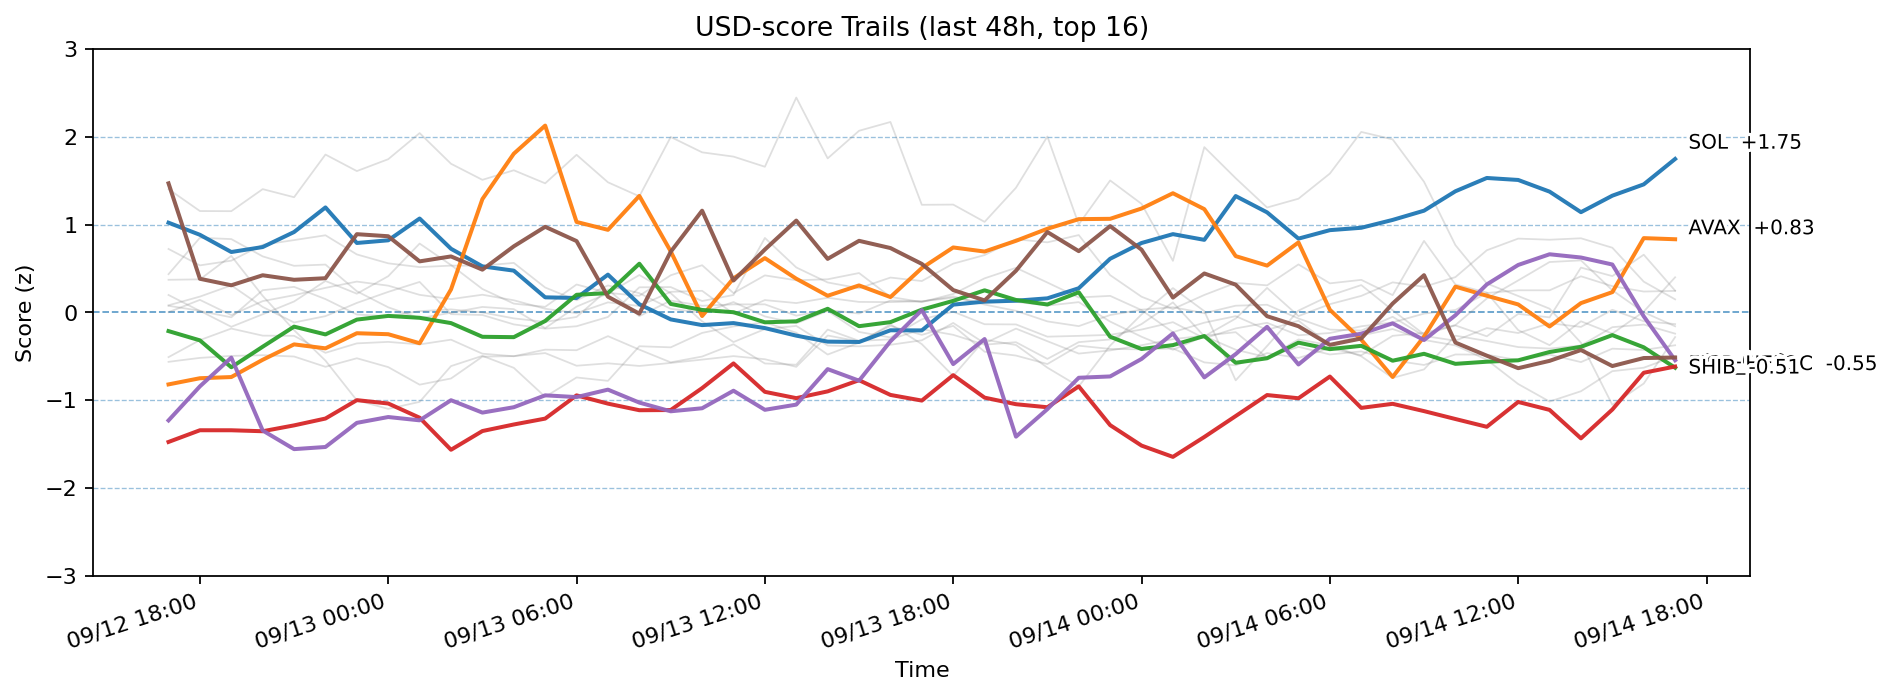 USD-score Trails (last 48h, top 16)
Score (z)
3
2
1
0
−1
−2
−3
SOL +1.75
AVAX +0.83
C -0.55
SHIB -0.51
09/12 18:00
09/13 00:00
09/13 06:00
09/13 12:00
09/13 18:00
09/14 00:00
09/14 06:00
09/14 12:00
09/14 18:00
Time